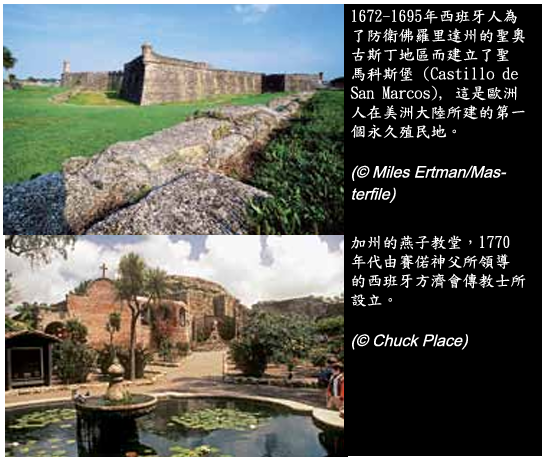 1672-1695年西班牙人為
了防衛佛羅里達州的聖奧
古斯丁地區而建立了聖
馬科斯堡 (Castillo de
San Marcos), 這是歐洲
人在美洲大陸所建的第一
個永久殖民地。
(© Miles Ertman/Mas-
terfile)
加州的燕子教堂，1770
年代由賽偌神父所領導
的西班牙方濟會傳教士所
設立。
(© Chuck Place)